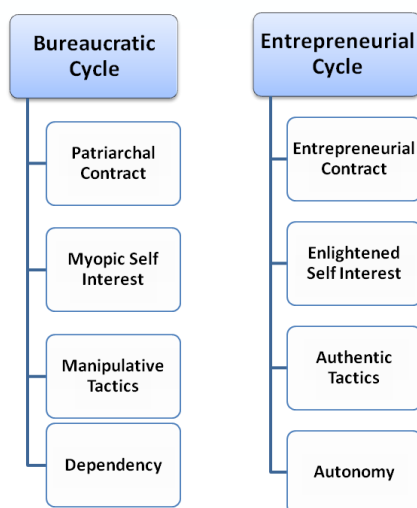 Bureaucratic
Cycle
Patriarchal
Contract
Myopic Self
Interest
Manipulative
Tactics
Dependency
Entrepreneurial
Cycle
Entrepreneurial
Contract
Enlightened
Self Interest
Authentic
Tactics
Autonomy